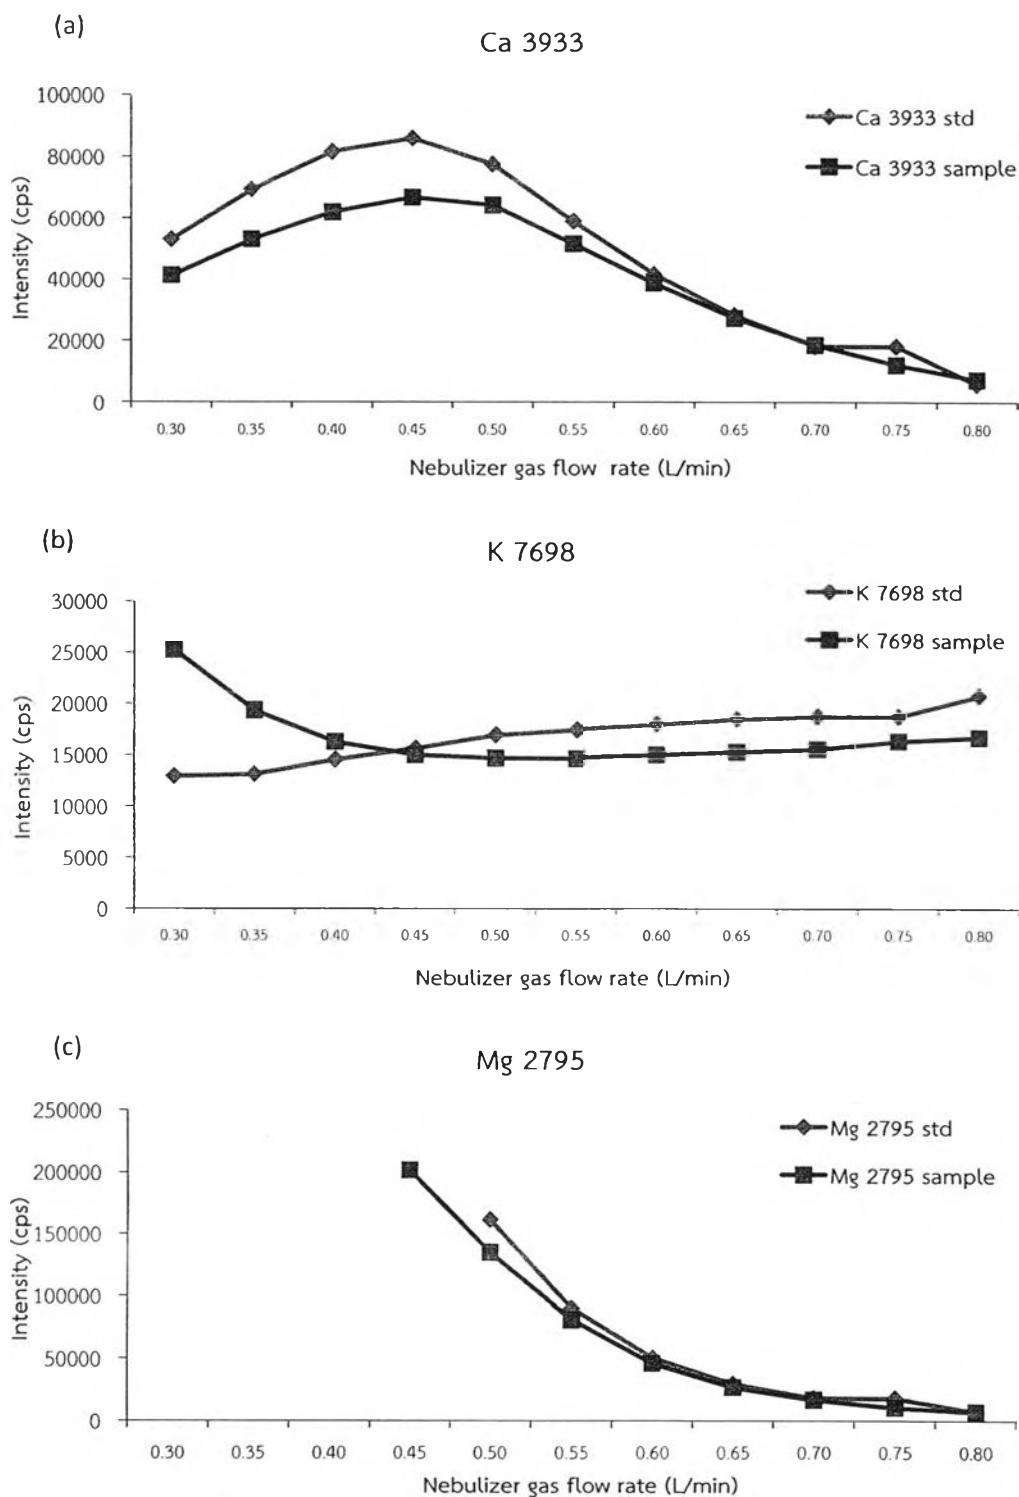 (a)
Ca 3933
100000
80000
60000
40000
20000
0
Intensity (cps)
Ca 3933 std
Ca 3933 sample
0.30 0.35 0.40 0.45 0.50 0.55 0.60 0.65 0.70 0.75 0.80
Nebulizer gas flow rate (L/min)
(b)
K 7698
30000
25000
20000
15000
10000
5000
0
Intensity (cps)
K 7698 std
K 7698 sample
0.30 0.35 0.40 0.45 0.50 0.55 0.60 0.65 0.70 0.75 0.80
Nebulizer gas flow rate (L/min)
(c)
Mg 2795
250000
200000
150000
100000
50000
0
Intensity (cps)
Mg 2795 std
Mg 2795 sample
0.30 0.35 0.40 0.45 0.50 0.55 0.60 0.65 0.70 0.75 0.80
Nebulizer gas flow rate (L/min)